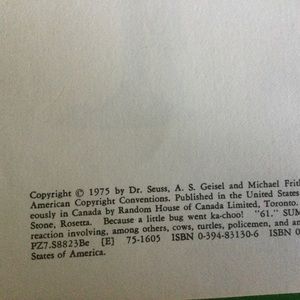 Copyright © 1975 by Dr. Seuss, A. S. Geisel and Michael Frith
American Copyright Conventions. Published in the United States
eously in Canada by Random House of Canada Limited, Toronto.
Stone, Rosetta. Because a little bug went ka-choo! "61." SUM
reaction involving, among others, cows, turtles, policemen, and an
PZ7.S8823Be [E] 75-1605 ISBN 0-394-83130-6 ISBN 0
States of America.